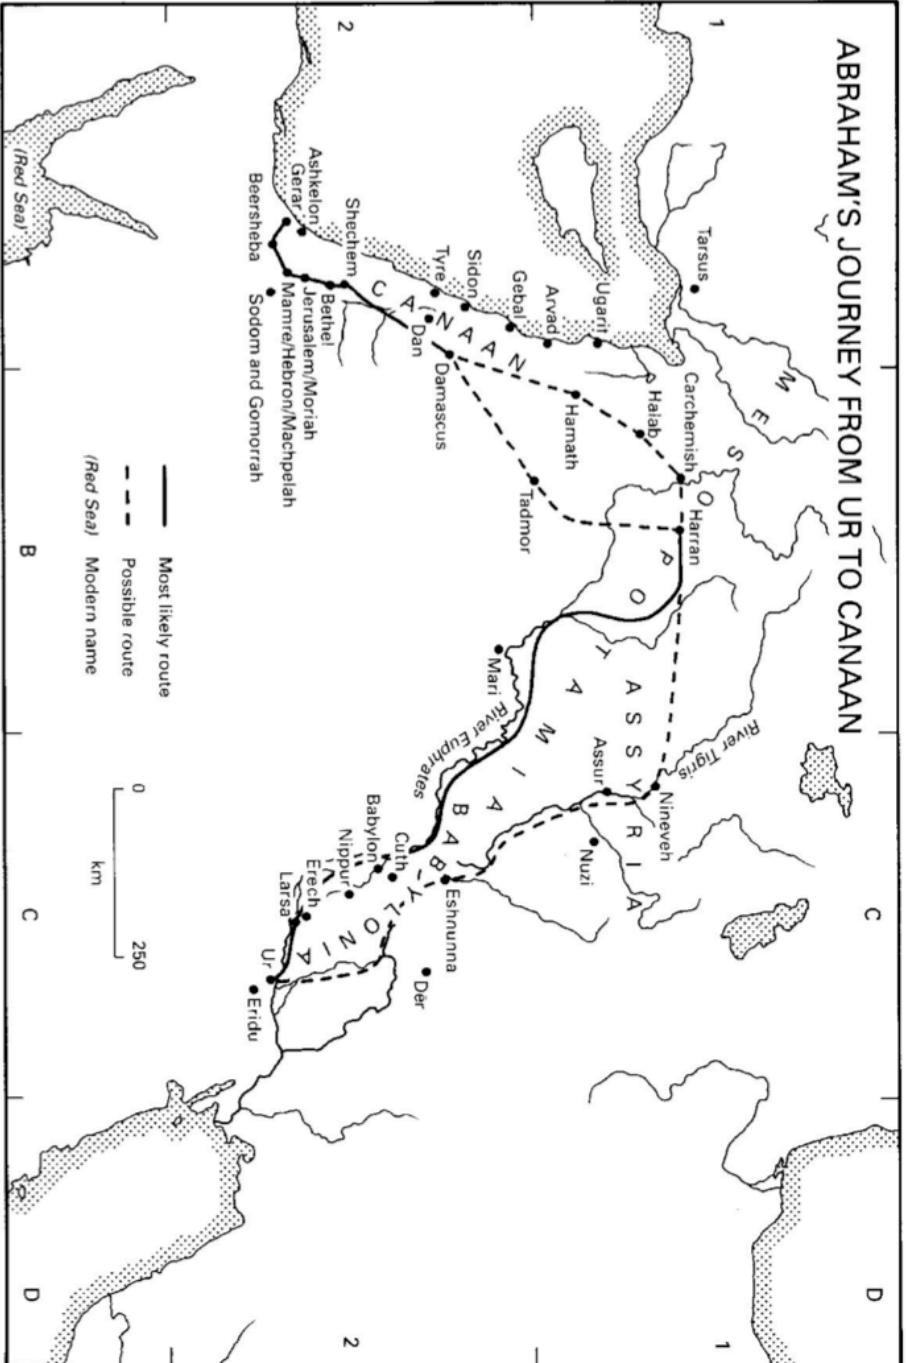 ABRAHAM'S JOURNEY FROM UR TO CANAAN
1
1
2
2
B
C
C
D
D
Tarsus
Carchemish
Harran
Halab
Ugarit
Hamath
Arvad
Tadmor
Gebal
Sidon
Tyre
Damascus
Dan
Shechem
Bethel
Jerusalem/Moriah
Mamre/Hebron/Machpelah
Ashkelon
Gerar
Beersheba
Sodom and Gomorrah
CANAAN
MESOPOTAMIA
ASSYRIA
BABYLONIA
River Tigris
River Euphrates
Nineveh
Assur
Nuzi
Mari
Eshnunna
Dēr
Cuth
Babylon
Nippur
Erech
Larsa
Ur
Eridu
(Red Sea)
Most likely route
Possible route
(Red Sea) Modern name
0
250
km